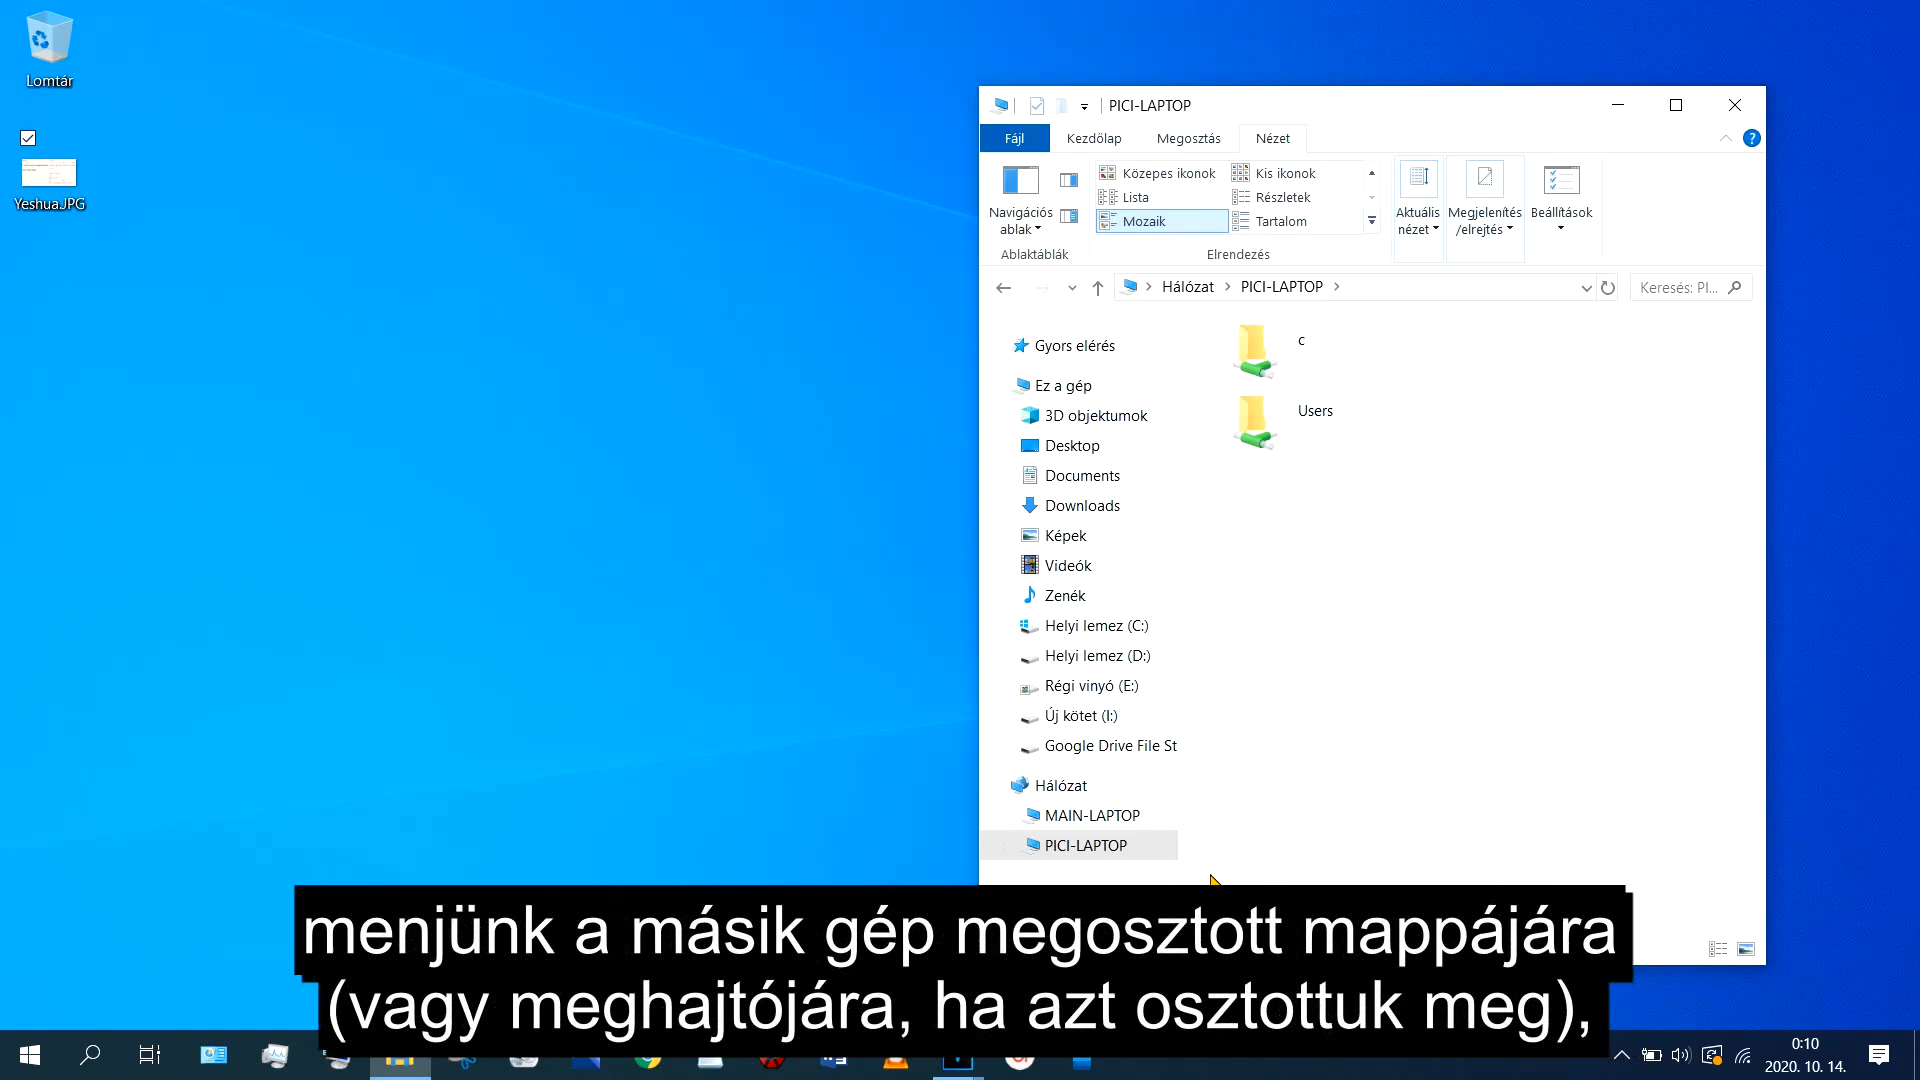 Lomtár
Yeshua.JPG
PICI-LAPTOP
Fájl
Kezdőlap
Megosztás
Nézet
Navigációs
ablak
Közepes ikonok
Kis ikonok
Lista
Részletek
Mozaik
Tartalom
Aktuális
nézet
Megjelenítés
/elrejtés
Beállítások
Ablaktáblák
Elrendezés
Hálózat
PICI-LAPTOP
Keresés: PI...
Gyors elérés
Ez a gép
3D objektumok
Desktop
Documents
Downloads
Képek
Videók
Zenék
Helyi lemez (C:)
Helyi lemez (D:)
Régi vinyó (E:)
Új kötet (I:)
Google Drive File St
Hálózat
MAIN-LAPTOP
PICI-LAPTOP
c
Users
menjünk a másik gép megosztott mappájára
(vagy meghajtójára, ha azt osztottuk meg),
0:10
2020. 10. 14.